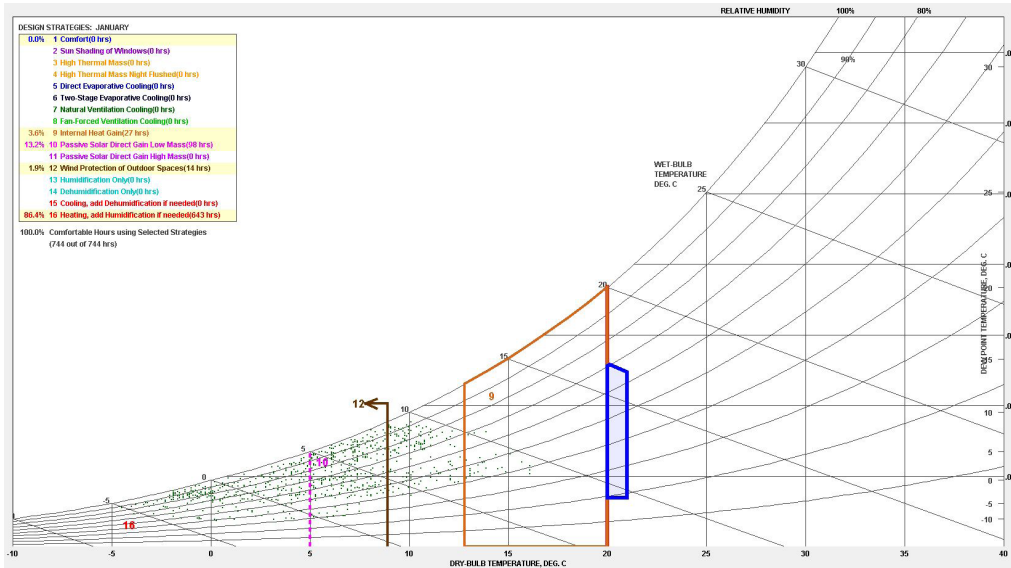 RELATIVE HUMIDITY 100% 80%
DESIGN STRATEGIES: JANUARY
0.0% 1 Comfort(0 hrs)
2 Sun Shading of Windows(0 hrs)
3 High Thermal Mass(0 hrs)
4 High Thermal Mass Night Flushed(0 hrs)
5 Direct Evaporative Cooling(0 hrs)
6 Two-Stage Evaporative Cooling(0 hrs)
7 Natural Ventilation Cooling(0 hrs)
8 Fan-Forced Ventilation Cooling(0 hrs)
3.6% 9 Internal Heat Gain(27 hrs)
13.2% 10 Passive Solar Direct Gain Low Mass(98 hrs)
11 Passive Solar Direct Gain High Mass(0 hrs)
1.9% 12 Wind Protection of Outdoor Spaces(14 hrs)
13 Humidification Only(0 hrs)
14 Dehumidification Only(0 hrs)
15 Cooling, add Dehumidification if needed(0 hrs)
86.4% 16 Heating, add Humidification if needed(643 hrs)
100.0% Comfortable Hours using Selected Strategies
(744 out of 744 hrs)
90%
30
30
WET-BULB
TEMPERATURE
DEG. C
25
25
20
20
15
12
9
10
10
5
5
10
0
0
-5
-5
-10
16
DEW POINT TEMPERATURE, DEG. C
.0
.0
.0
.0
.0
.0
.0
-10 -5 0 5 10 15 20 25 30 35 40
DRY-BULB TEMPERATURE, DEG. C